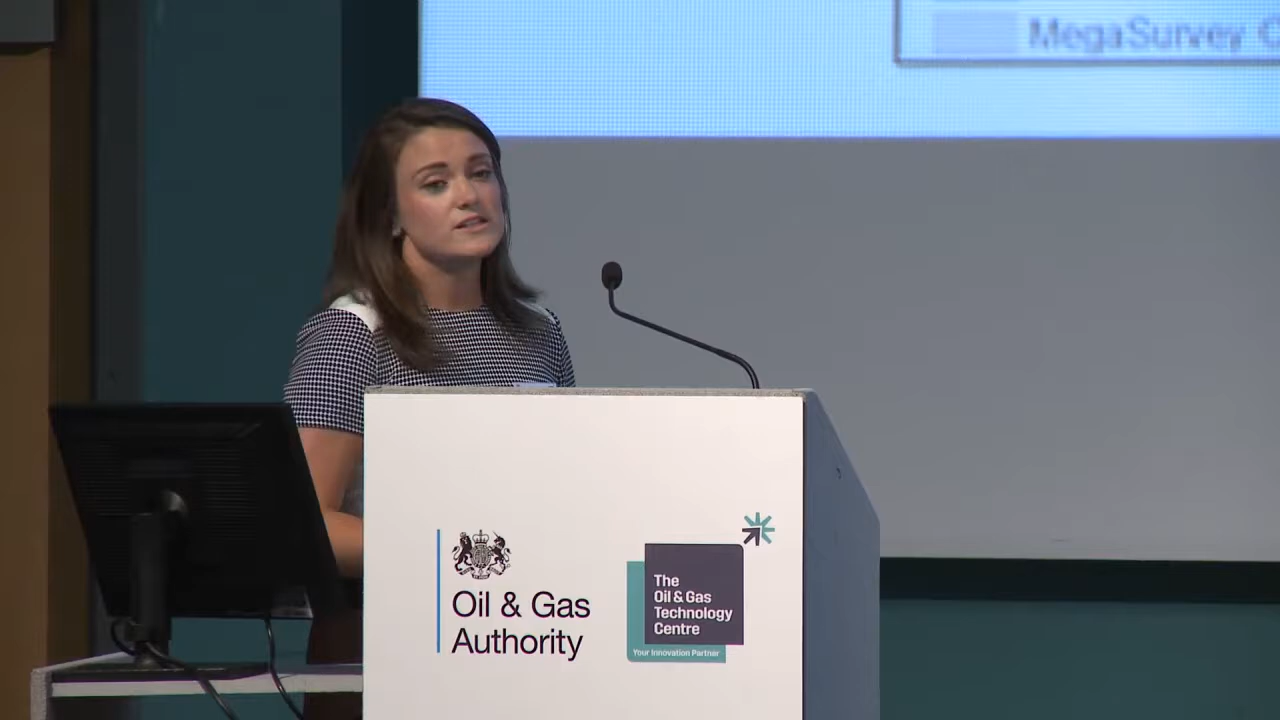 MegaSurvey
Oil & Gas
Authority
The
Oil & Gas
Technology
Centre
Your Innovation Partner